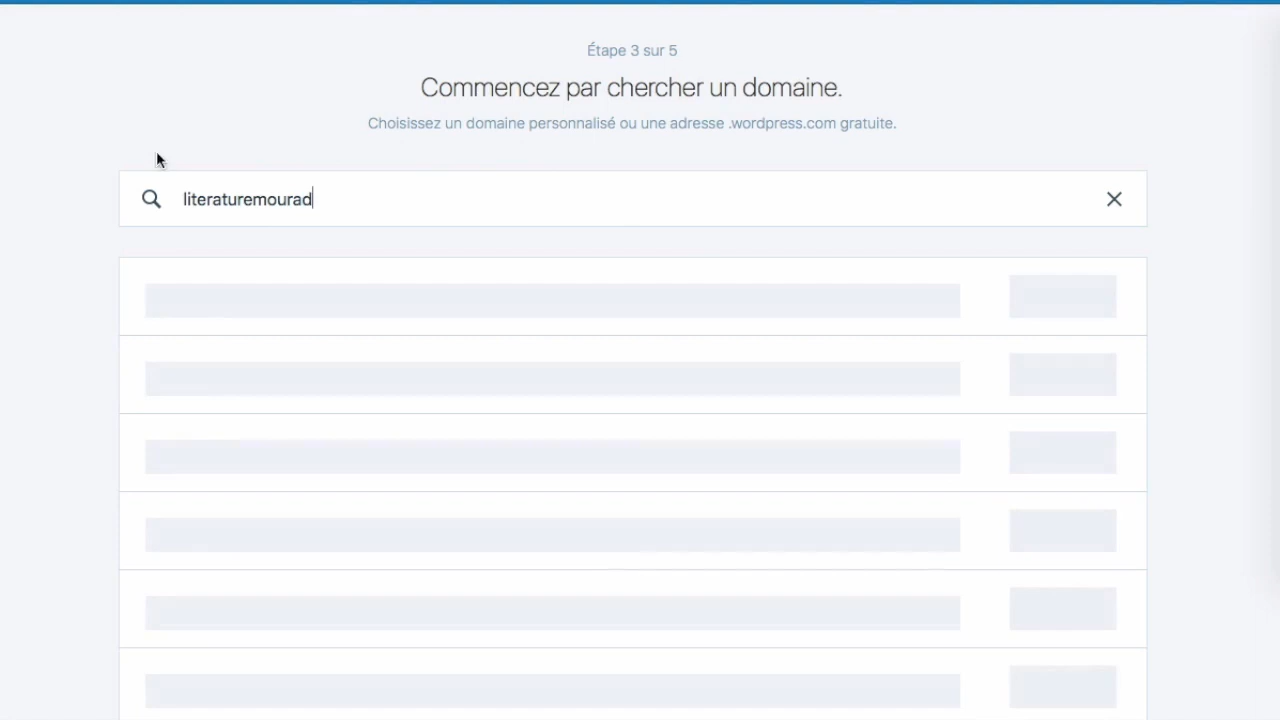 Étape 3 sur 5
Commencez par chercher un domaine.
Choisissez un domaine personnalisé ou une adresse .wordpress.com gratuite.
literaturemourad